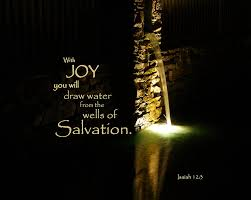 With
JOY
you will
draw water
from the
wells of
Salvation.
Isaiah 12:3